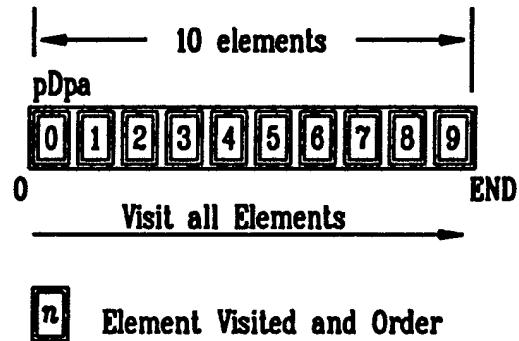 10 elements
pDpa
0 1 2 3 4 5 6 7 8 9
0 END
Visit all Elements
n Element Visited and Order